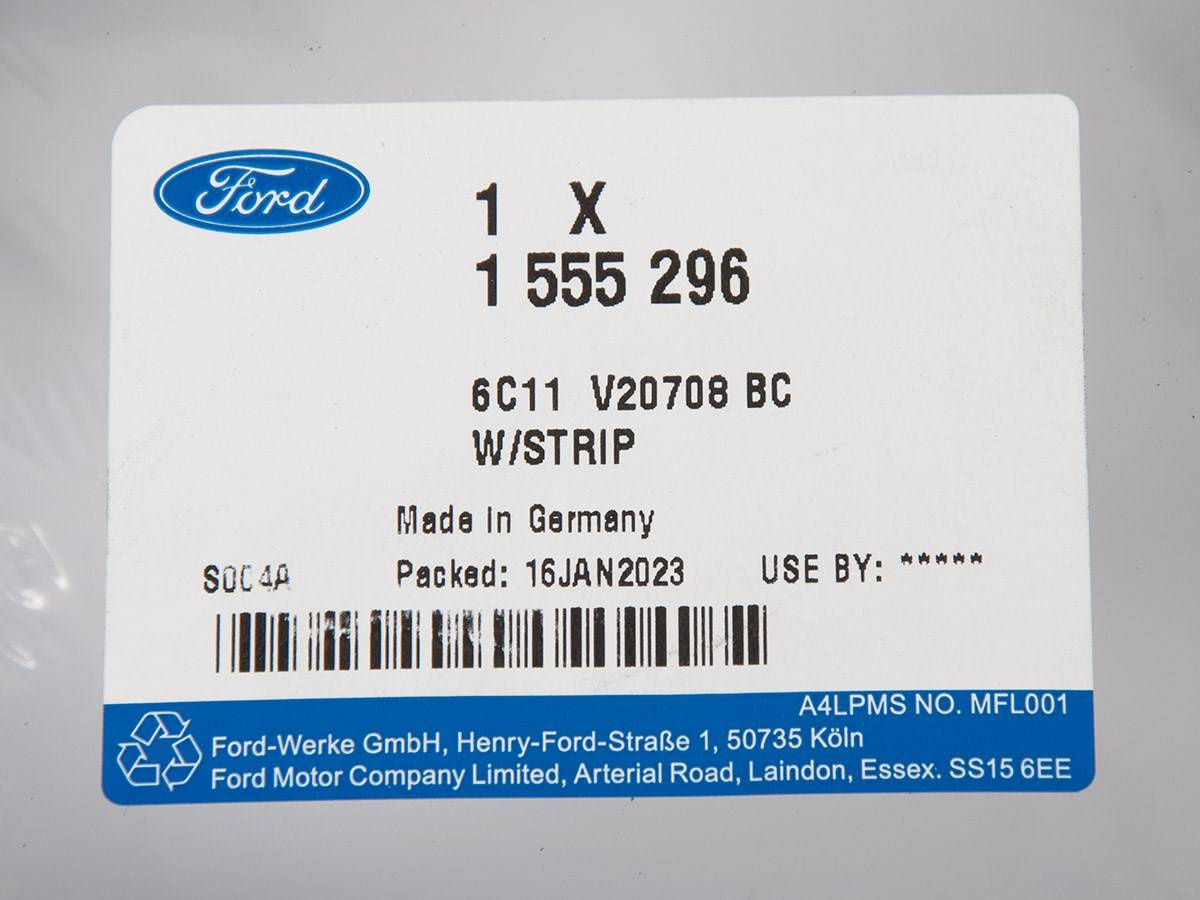 Ford
1 X
1 555 296
6C11 V20708 BC
W/STRIP
Made in Germany
S004A Packed: 16JAN2023 USE BY: *****
A4LPMS NO. MFL001
Ford-Werke GmbH, Henry-Ford-Straße 1, 50735 Köln
Ford Motor Company Limited, Arterial Road, Laindon, Essex. SS15 6EE